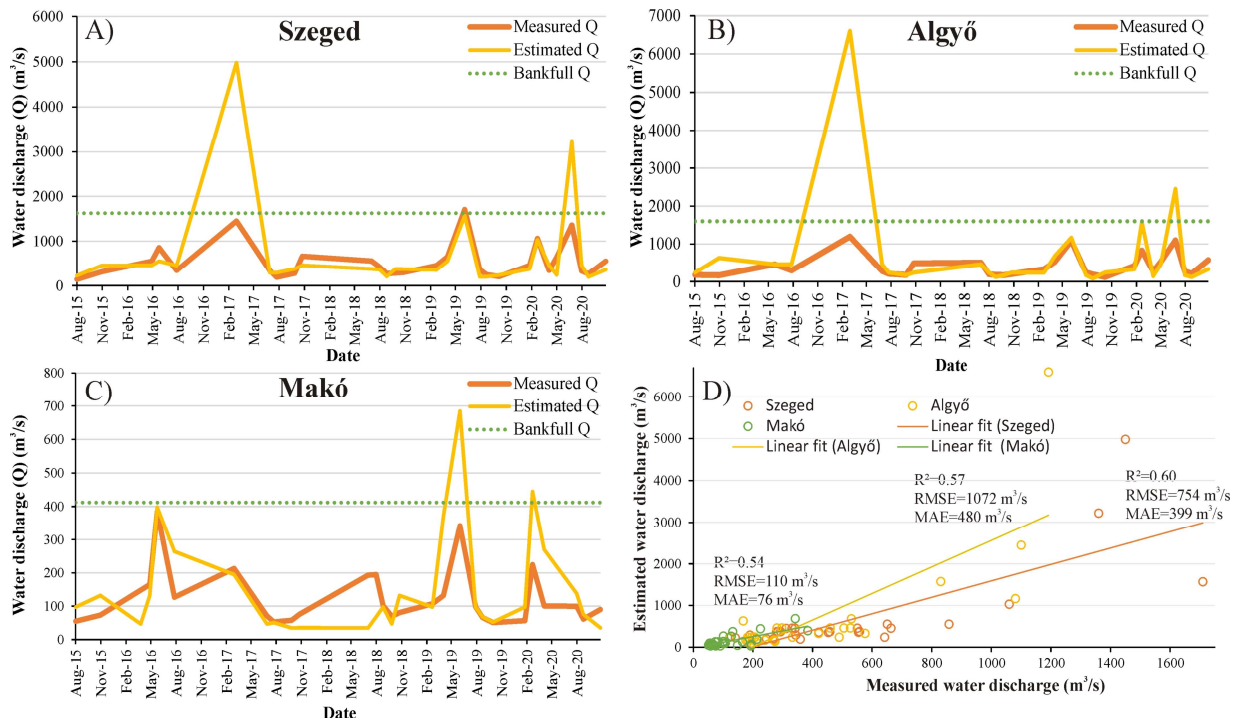 A)
Szeged
Measured Q
Estimated Q
Bankfull Q
Water discharge (Q) (m³/s)
6000
5000
4000
3000
2000
1000
0
Aug-15
Nov-15
Feb-16
May-16
Aug-16
Nov-16
Feb-17
May-17
Aug-17
Nov-17
Feb-18
May-18
Aug-18
Nov-18
Feb-19
May-19
Aug-19
Nov-19
Feb-20
May-20
Aug-20
Date
B)
Algyő
Measured Q
Estimated Q
Bankfull Q
Water discharge (Q) (m³/s)
7000
6000
5000
4000
3000
2000
1000
0
Aug-15
Nov-15
Feb-16
May-16
Aug-16
Nov-16
Feb-17
May-17
Aug-17
Nov-17
Feb-18
May-18
Aug-18
Nov-18
Feb-19
May-19
Aug-19
Nov-19
Feb-20
May-20
Aug-20
Date
C)
Makó
Measured Q
Estimated Q
Bankfull Q
Water discharge (Q) (m³/s)
800
700
600
500
400
300
200
100
0
Aug-15
Nov-15
Feb-16
May-16
Aug-16
Nov-16
Feb-17
May-17
Aug-17
Nov-17
Feb-18
May-18
Aug-18
Nov-18
Feb-19
May-19
Aug-19
Nov-19
Feb-20
May-20
Aug-20
Date
D)
Szeged
Algyő
Makó
Linear fit (Szeged)
Linear fit (Algyő)
Linear fit (Makó)
R²=0.57
RMSE=1072 m³/s
MAE=480 m³/s
R²=0.60
RMSE=754 m³/s
MAE=399 m³/s
R²=0.54
RMSE=110 m³/s
MAE=76 m³/s
Estimated water discharge (m³/s)
6000
5000
4000
3000
2000
1000
0
0
200
400
600
800
1000
1200
1400
1600
Measured water discharge (m³/s)